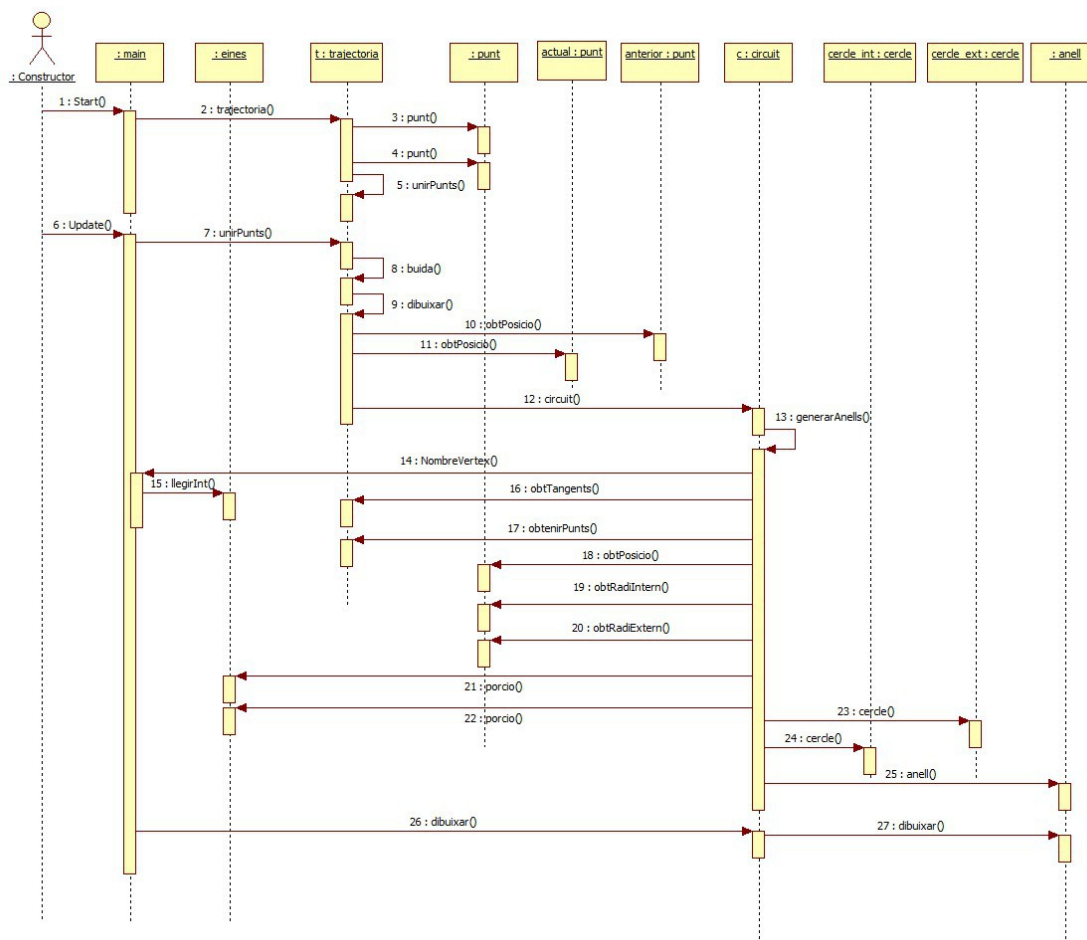 : Constructor
: main
: eines
t : trajectoria
: punt
actual : punt
anterior : punt
c : circuit
cercle_int : cercle
cercle_ext : cercle
: anell
1 : Start()
2 : trajectoria()
3 : punt()
4 : punt()
5 : unirPunts()
6 : Update()
7 : unirPunts()
8 : buida()
9 : dibuixar()
10 : obtPosicio()
11 : obtPosicio()
12 : circuit()
13 : generarAnells()
14 : NombreVertex()
15 : llegirInt()
16 : obtTangents()
17 : obtenirPunts()
18 : obtPosicio()
19 : obtRadiIntern()
20 : obtRadiExtern()
21 : porcio()
22 : porcio()
23 : cercle()
24 : cercle()
25 : anell()
26 : dibuixar()
27 : dibuixar()